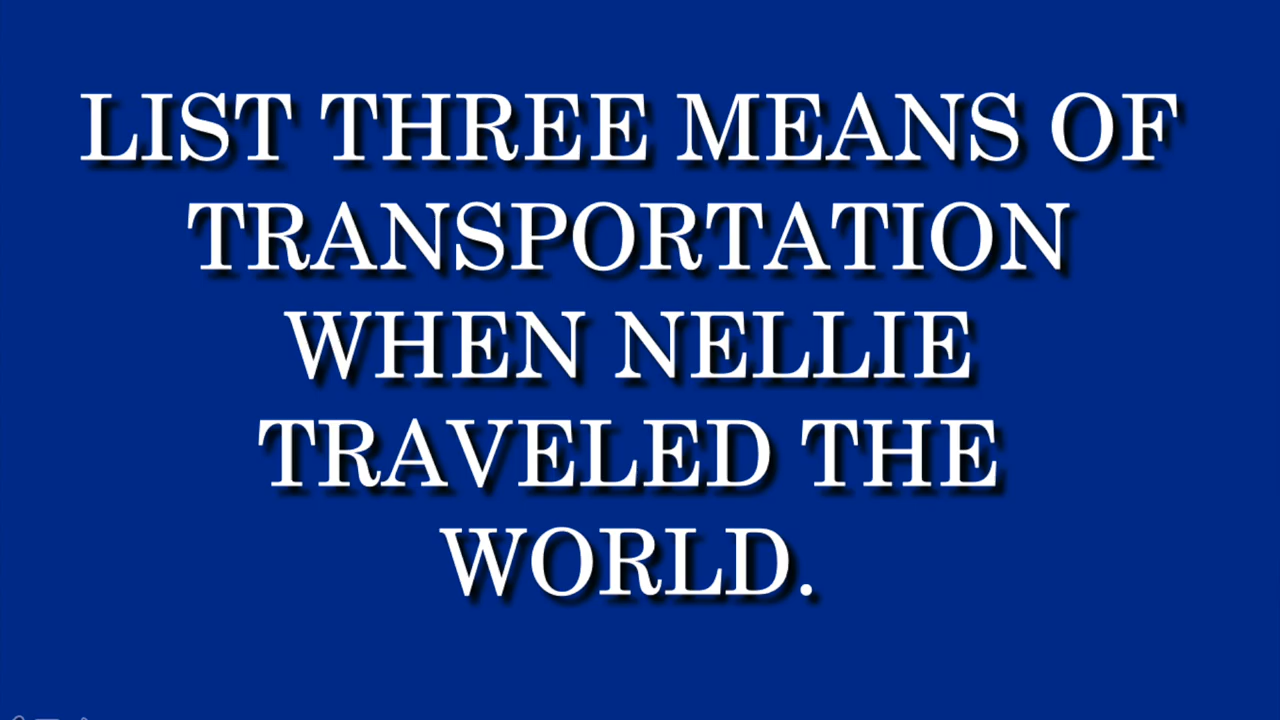 LIST THREE MEANS OF
TRANSPORTATION
WHEN NELLIE
TRAVELED THE
WORLD.